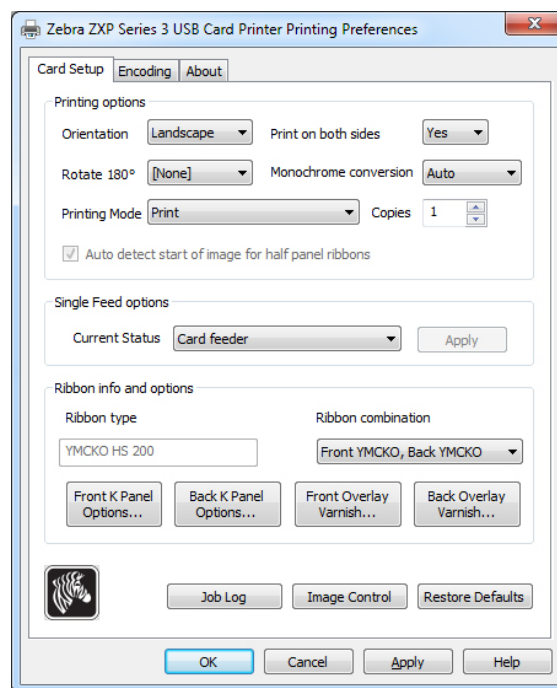 Zebra ZXP Series 3 USB Card Printer Printing Preferences
Card Setup Encoding About
Printing options
Orientation Landscape Print on both sides Yes
Rotate 180° [None] Monochrome conversion Auto
Printing Mode Print Copies 1
Auto detect start of image for half panel ribbons
Single Feed options
Current Status Card feeder Apply
Ribbon info and options
Ribbon type Ribbon combination
YMCKO HS 200 Front YMCKO, Back YMCKO
Front K Panel Back K Panel Front Overlay Back Overlay
Options... Options... Varnish... Varnish...
Job Log Image Control Restore Defaults
OK Cancel Apply Help